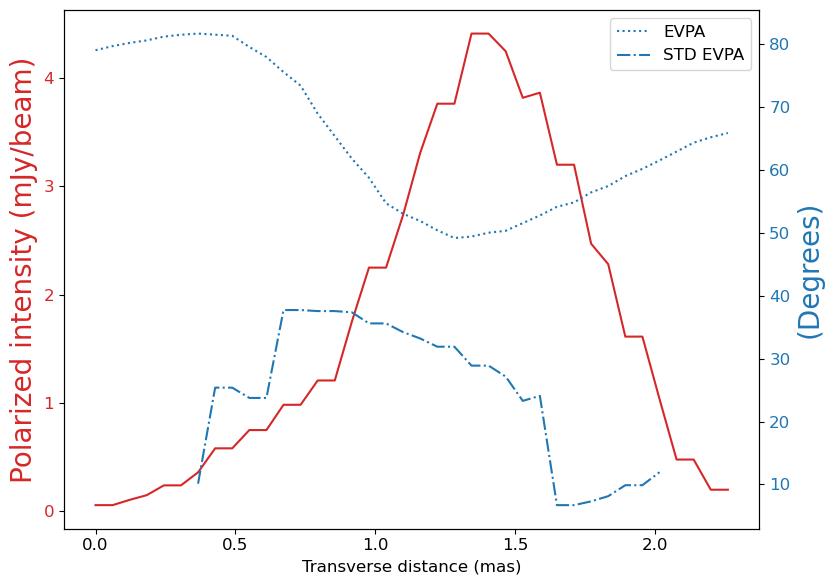 EVPA
STD EVPA
Polarized intensity (mJy/beam)
4
3
2
1
0
80
70
60
50
40
30
20
10
(Degrees)
0.0 0.5 1.0 1.5 2.0
Transverse distance (mas)